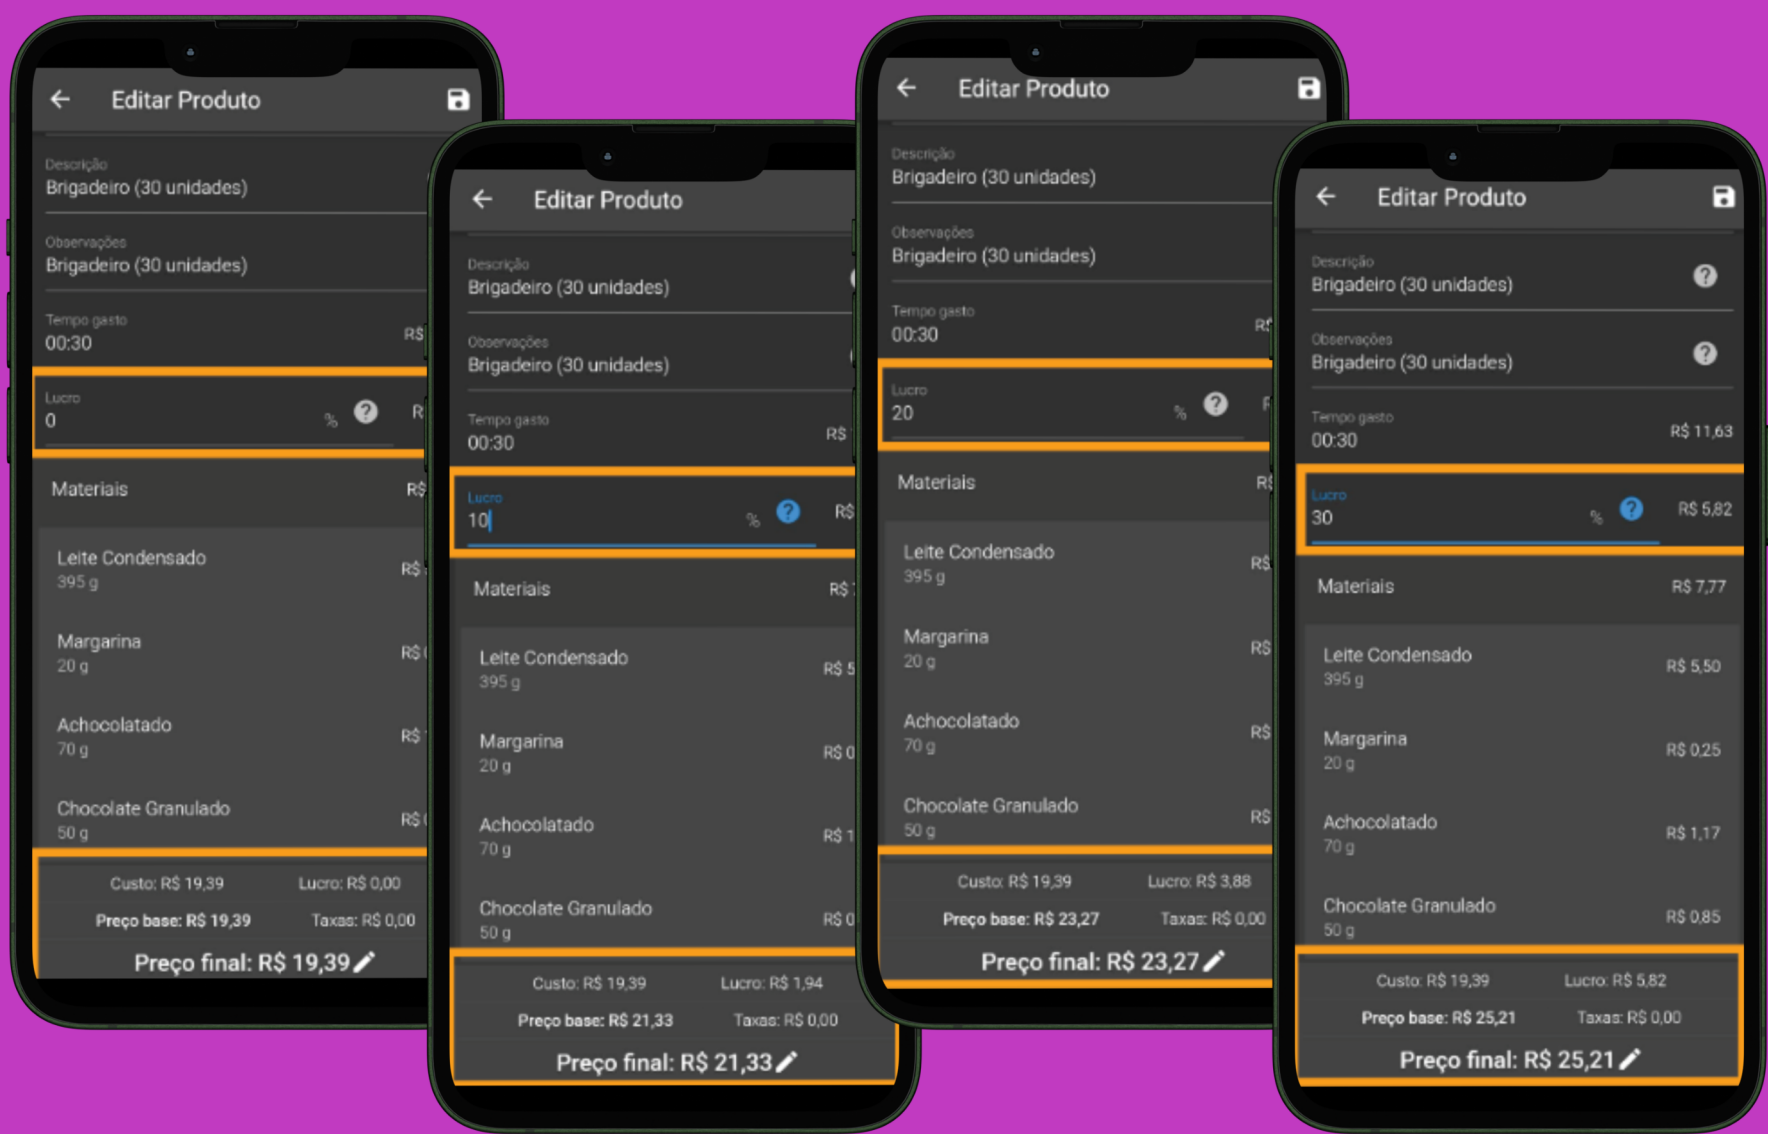 Editar Produto
Descrição
Brigadeiro (30 unidades)
Observações
Brigadeiro (30 unidades)
Tempo gasto
00:30
R$
Lucro
0
%
?
R
Materiais
R$
Leite Condensado
395 g
R$
Margarina
20 g
R$
Achocolatado
70 g
R$
Chocolate Granulado
50 g
R$
Custo: R$ 19,39 Lucro: R$ 0,00
Preço base: R$ 19,39 Taxas: R$ 0,00
Preço final: R$ 19,39
Editar Produto
Descrição
Brigadeiro (30 unidades)
Observações
Brigadeiro (30 unidades)
Tempo gasto
00:30
R$
Lucro
10
%
?
R$
Materiais
R$
Leite Condensado
395 g
R$ 5
Margarina
20 g
R$ 0
Achocolatado
70 g
R$ 1
Chocolate Granulado
50 g
R$ 0
Custo: R$ 19,39 Lucro: R$ 1,94
Preço base: R$ 21,33 Taxas: R$ 0,00
Preço final: R$ 21,33
Editar Produto
Descrição
Brigadeiro (30 unidades)
Observações
Brigadeiro (30 unidades)
Tempo gasto
00:30
R$
Lucro
20
%
?
Materiais
R$
Leite Condensado
395 g
R$
Margarina
20 g
R$
Achocolatado
70 g
R$
Chocolate Granulado
50 g
R$
Custo: R$ 19,39 Lucro: R$ 3,88
Preço base: R$ 23,27 Taxas: R$ 0,00
Preço final: R$ 23,27
Editar Produto
Descrição
Brigadeiro (30 unidades)
?
Observações
Brigadeiro (30 unidades)
?
Tempo gasto
00:30
R$ 11,63
Lucro
30
%
?
R$ 5,82
Materiais
R$ 7,77
Leite Condensado
395 g
R$ 5,50
Margarina
20 g
R$ 0,25
Achocolatado
70 g
R$ 1,17
Chocolate Granulado
50 g
R$ 0,85
Custo: R$ 19,39 Lucro: R$ 5,82
Preço base: R$ 25,21 Taxas: R$ 0,00
Preço final: R$ 25,21